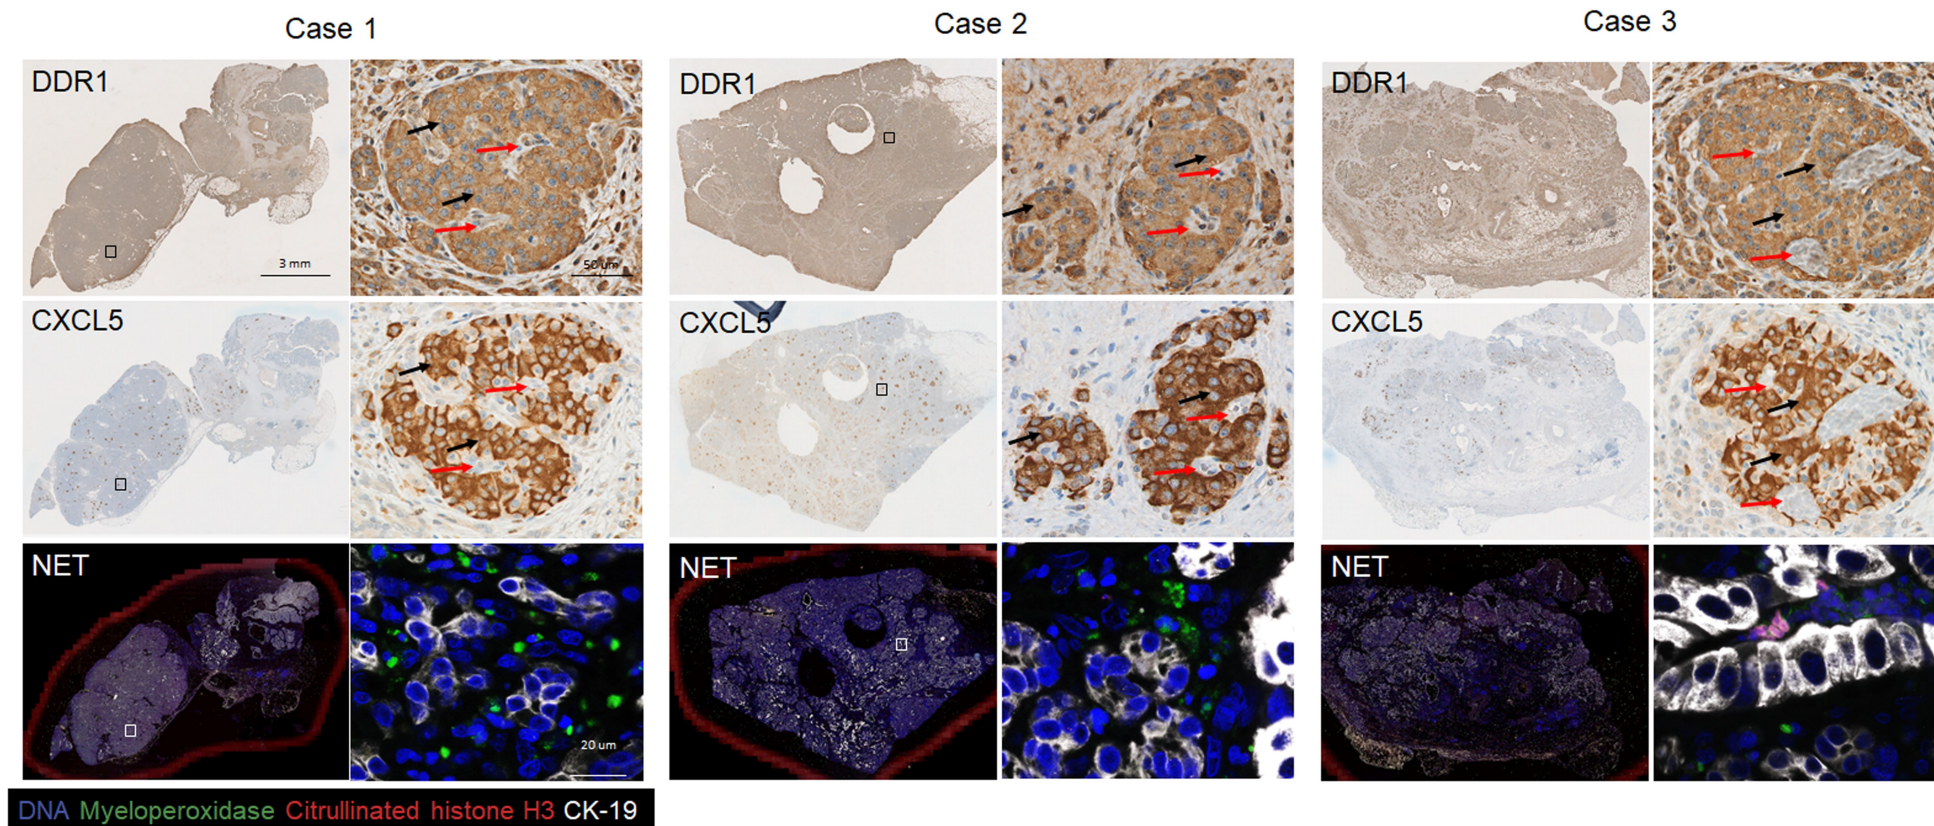 Case 1
Case 2
Case 3
DDR1
3 mm
50 um
DDR1
DDR1
CXCL5
CXCL5
CXCL5
NET
20 um
NET
NET
DNA Myeloperoxidase Citrullinated histone H3 CK-19